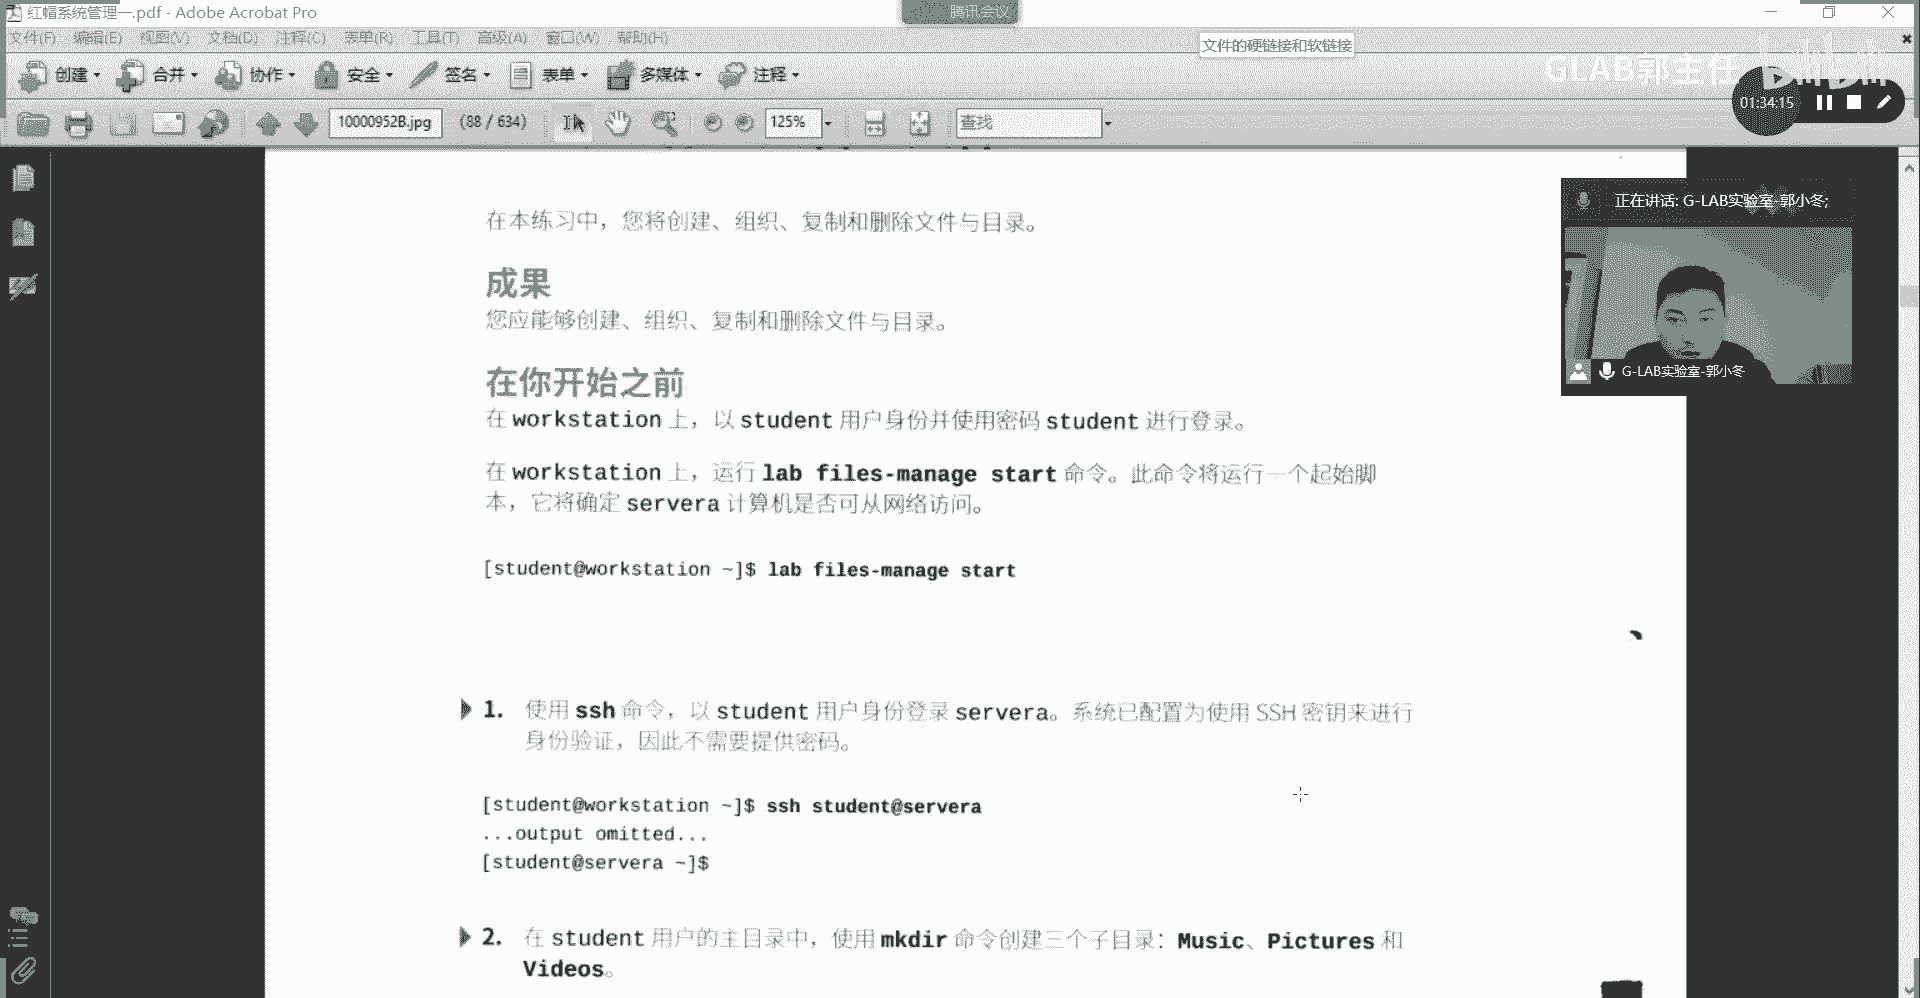 红帽系统管理一.pdf - Adobe Acrobat Pro
腾讯会议
文件(F) 编辑(E) 视图(V) 文档(D) 注释(C) 表单(R) 工具(T) 高级(A) 窗口(W) 帮助(H)
文件的硬链接和软链接
创建 合并 协作 安全 签名 表单 多媒体 注释
GLAB郭主任 bilibili
01:34:15
10000952B.jpg (88 / 634) 125% 查找
正在讲话: G-LAB实验室-郭小冬;
G-LAB实验室-郭小冬
在本练习中，您将创建、组织、复制和删除文件与目录。
成果
您应能够创建、组织、复制和删除文件与目录。
在你开始之前
在 workstation 上，以 student 用户身份并使用密码 student 进行登录。
在 workstation 上，运行 lab files-manage start 命令。此命令将运行一个起始脚
本，它将确定 servera 计算机是否可从网络访问。
[student@workstation ~]$ lab files-manage start
1. 使用 ssh 命令，以 student 用户身份登录 servera。系统已配置为使用 SSH 密钥来进行
身份验证，因此不需要提供密码。
[student@workstation ~]$ ssh student@servera
...output omitted...
[student@servera ~]$
2. 在 student 用户的主目录中，使用 mkdir 命令创建三个子目录：Music、Pictures 和
Videos。